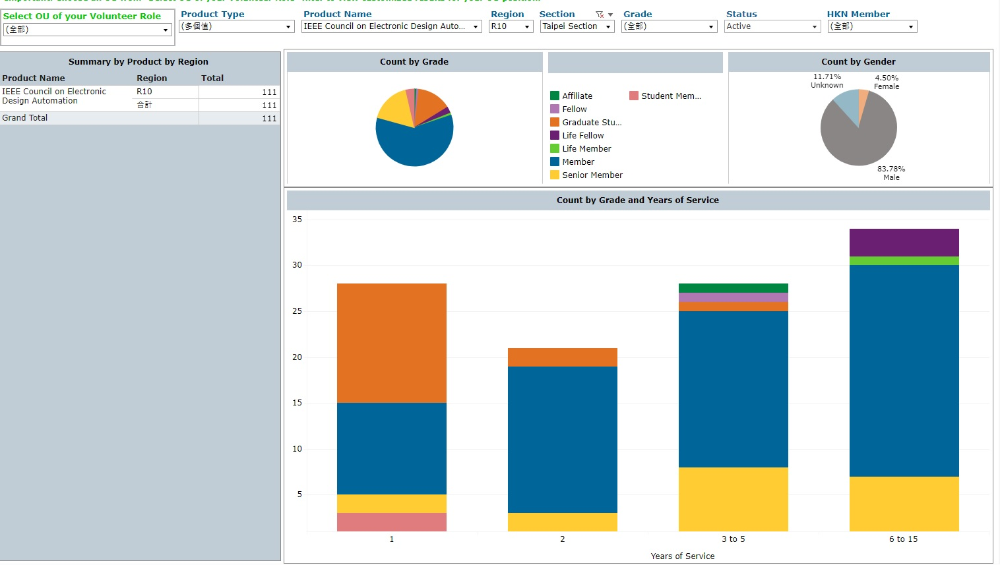 Select OU of your Volunteer Role
(全部)
Product Type
(多個值)
Product Name
IEEE Council on Electronic Design Auto...
Region
R10
Section
Taipei Section
Grade
(全部)
Status
Active
HKN Member
(全部)
Summary by Product by Region
Product Name Region Total
IEEE Council on Electronic
Design Automation
R10 111
合計 111
Grand Total 111
Count by Grade
Affiliate
Fellow
Graduate Stu...
Life Fellow
Life Member
Member
Senior Member
Student Mem...
Count by Gender
11.71%
Unknown
4.50%
Female
83.78%
Male
Count by Grade and Years of Service
35
30
25
20
15
10
5
1 2 3 to 5 6 to 15
Years of Service